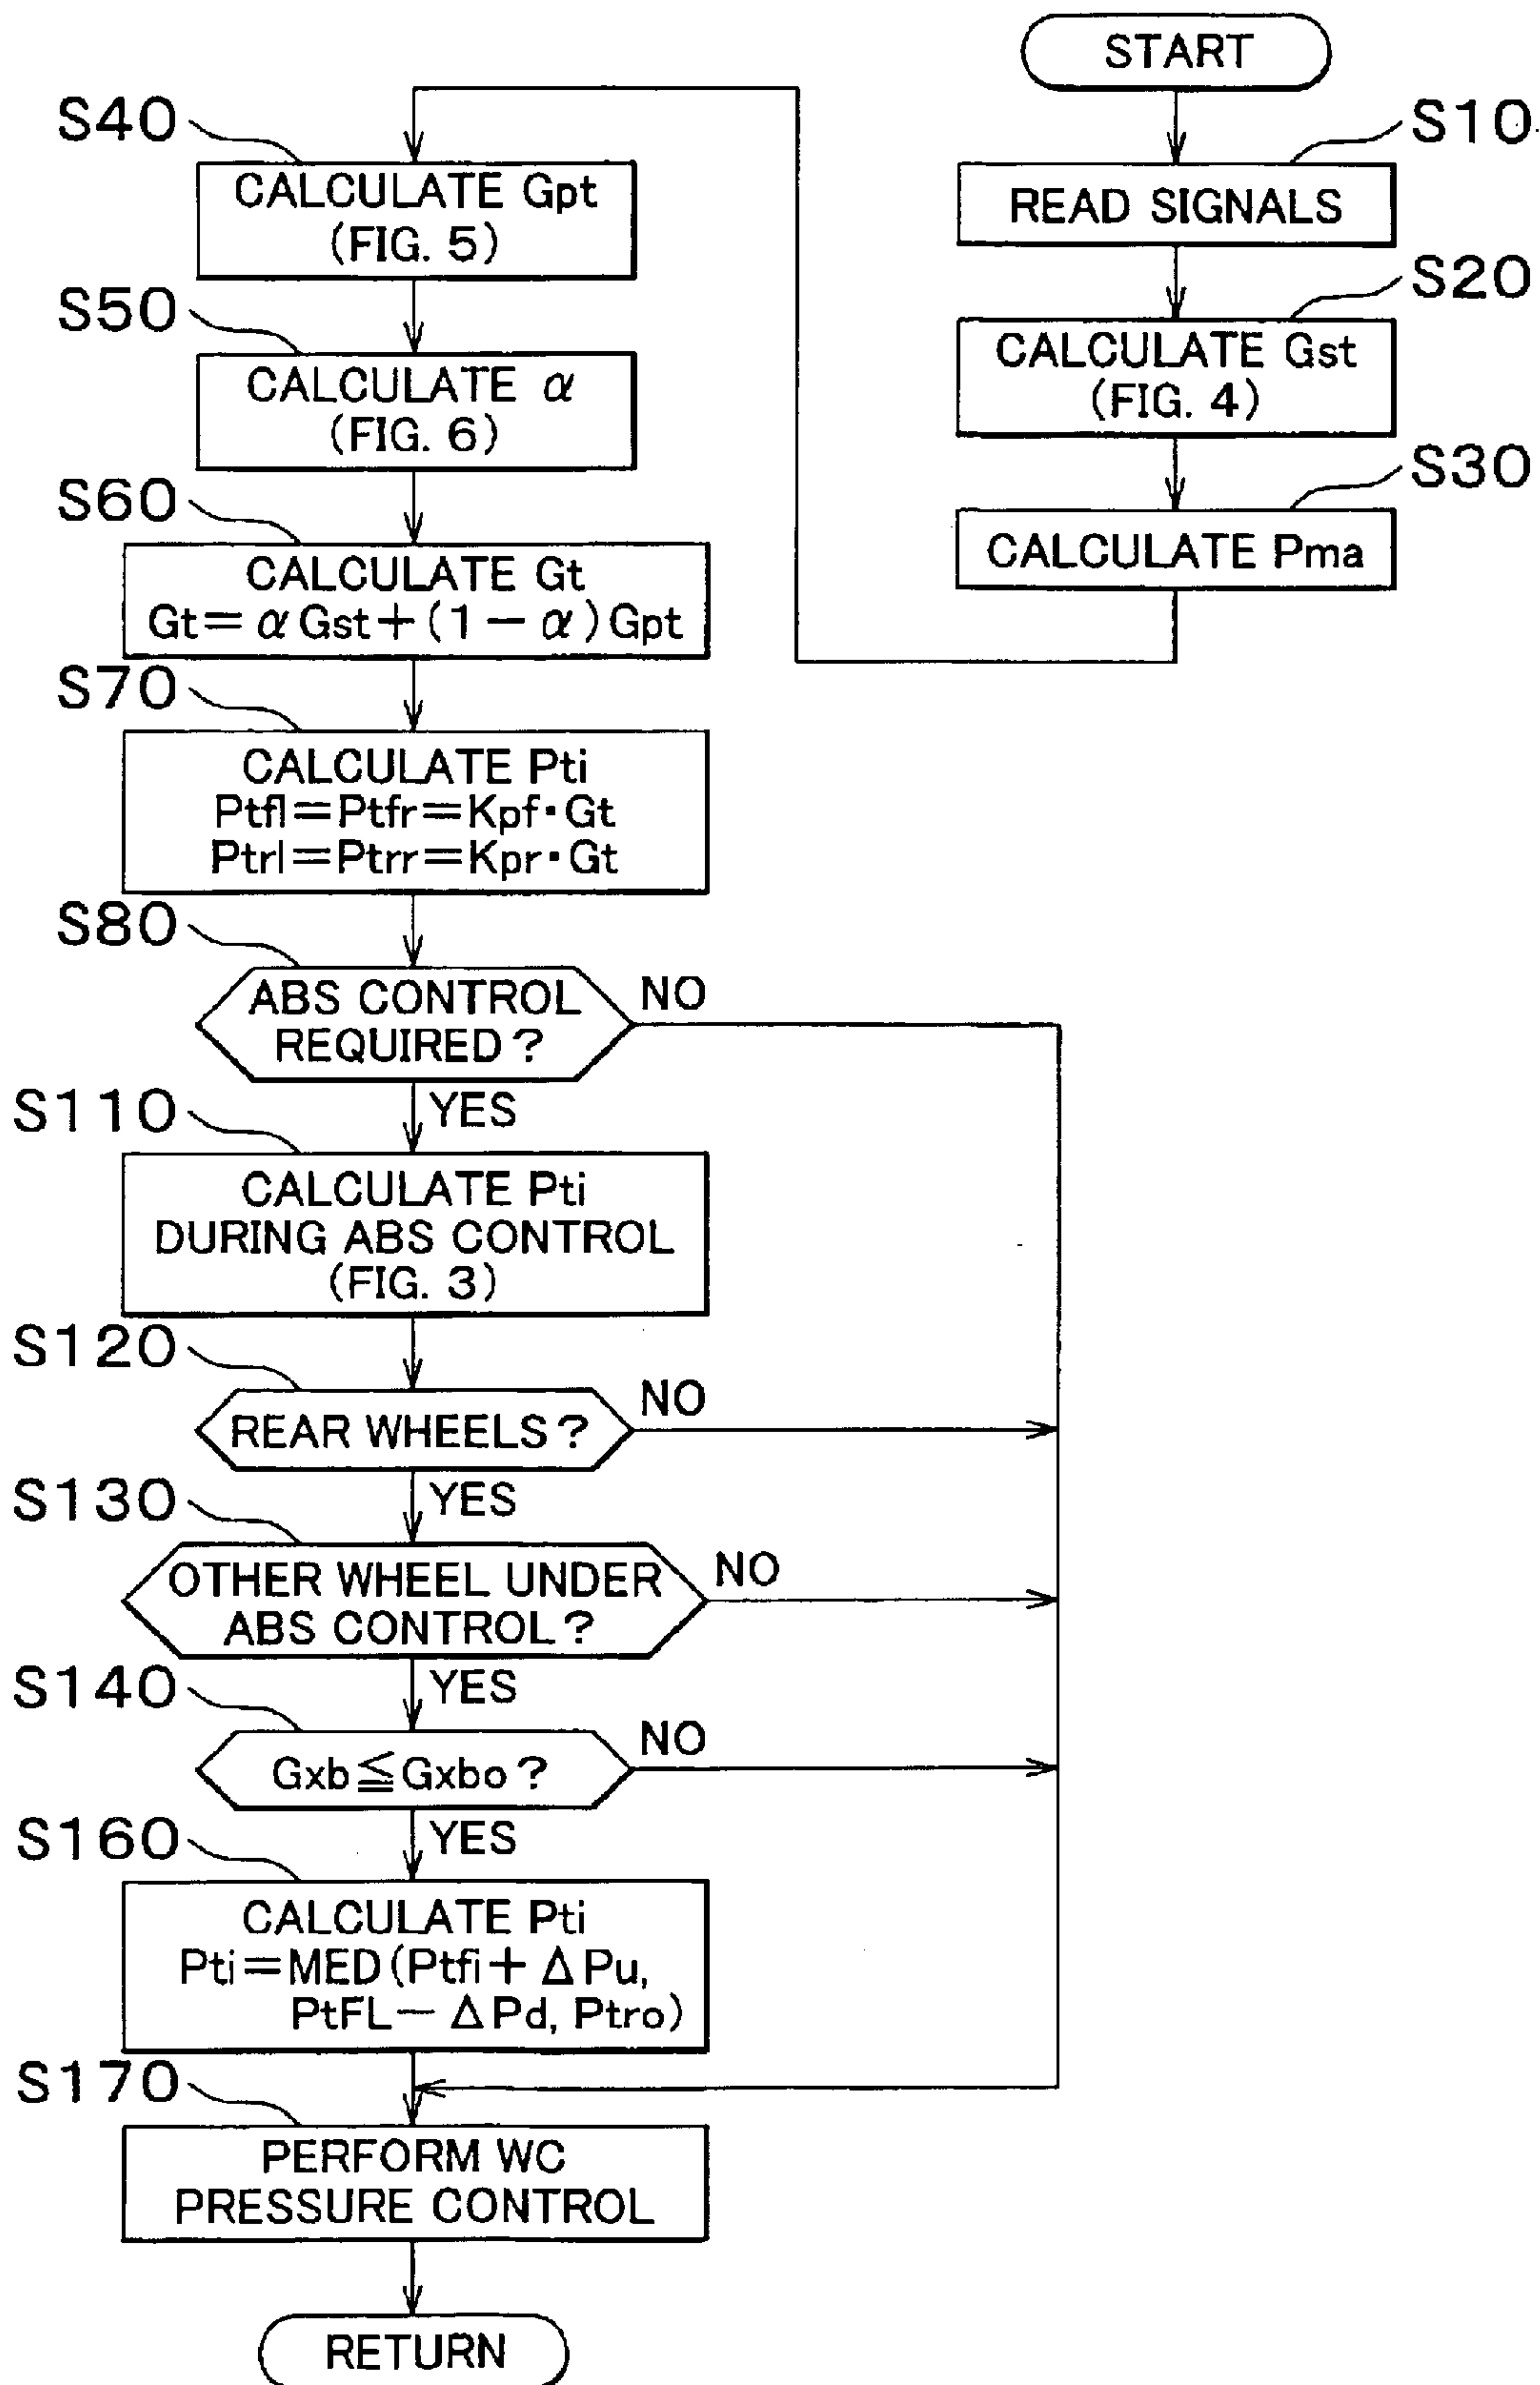 START
S10
READ SIGNALS
S20
CALCULATE Gst
(FIG. 4)
S30
CALCULATE Pma
S40
CALCULATE Gpt
(FIG. 5)
S50
CALCULATE α
(FIG. 6)
S60
CALCULATE Gt
Gt=αGst+(1-α)Gpt
S70
CALCULATE Pti
Ptfl=Ptfr=Kpf·Gt
Ptrl=Ptrr=Kpr·Gt
S80
ABS CONTROL
REQUIRED?
NO
YES
S110
CALCULATE Pti
DURING ABS CONTROL
(FIG. 3)
S120
REAR WHEELS?
NO
YES
S130
OTHER WHEEL UNDER
ABS CONTROL?
NO
YES
S140
Gxb≦Gxbo?
NO
YES
S160
CALCULATE Pti
Pti=MED(Ptfi+ΔPu,
PtFL-ΔPd, Ptro)
S170
PERFORM WC
PRESSURE CONTROL
RETURN